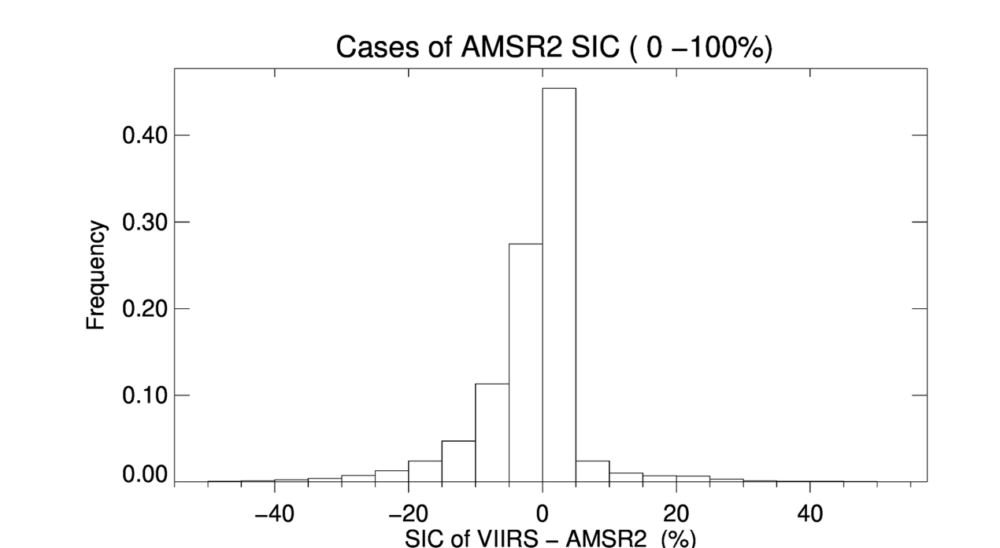 Cases of AMSR2 SIC ( 0 −100%)
0.40
0.30
0.20
0.10
0.00
Frequency
−40 −20 0 20 40
SIC of VIIRS − AMSR2 (%)